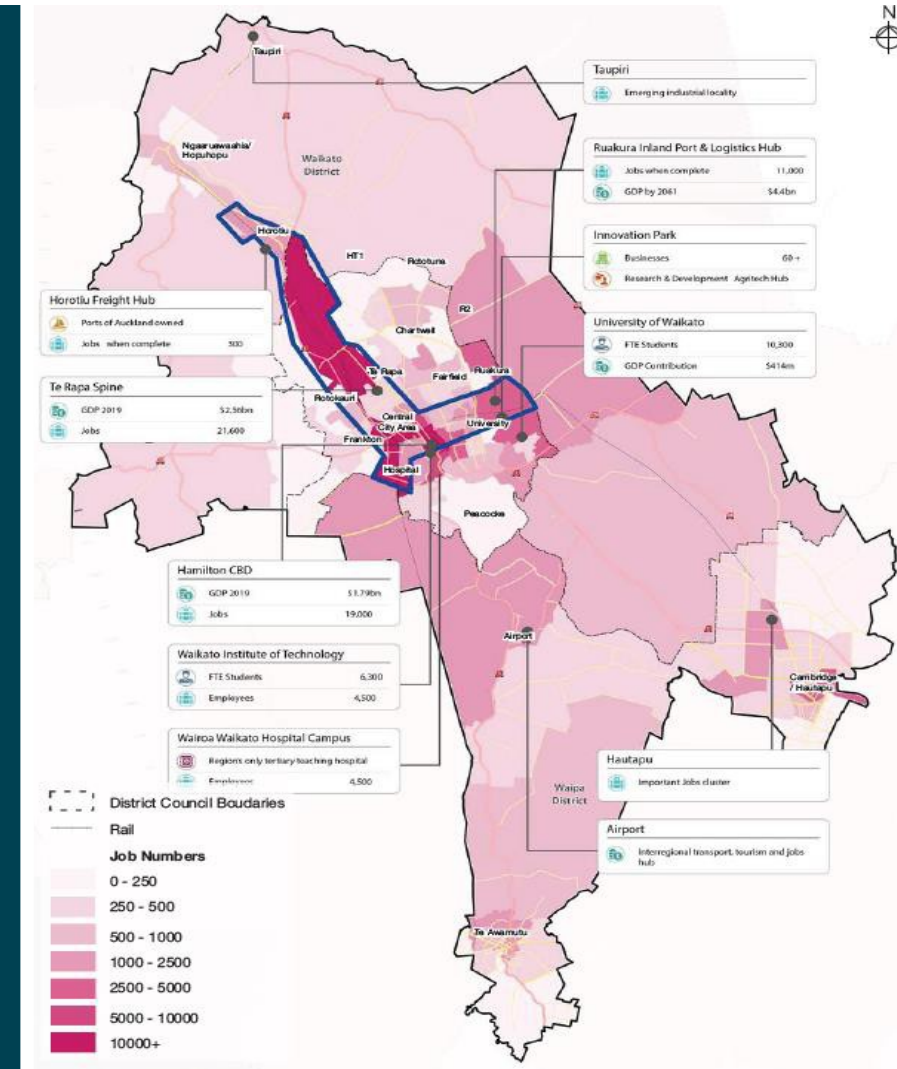 N
Taupiri
Taupiri
Emerging industrial locality
Ngaaruawaahia/
Hopuhopu
Waikato
District
Ruakura Inland Port & Logistics Hub
Jobs when complete 11,000
GDP by 2061 $4.4bn
Horotiu
HT1
Rototuna
Innovation Park
Businesses 60 +
Research & Development Agritech Hub
R2
Horotiu Freight Hub
Ports of Auckland owned
Jobs when complete 300
Chartwell
University of Waikato
FTE Students 10,300
GDP Contribution $414m
Te Rapa
Fairfield
Ruakura
Te Rapa Spine
GDP 2019 $2.56bn
Jobs 21,600
Rotokauri
Central
City Area
University
Frankton
Hospital
Peacocke
Hamilton CBD
GDP 2019 $1.79bn
Jobs 19,000
Airport
Waikato Institute of Technology
FTE Students 6,300
Employees 4,500
Cambridge
/ Hautapu
Wairoa Waikato Hospital Campus
Regions only tertiary teaching hospital
Employees 4,500
Hautapu
Important Jobs cluster
Waipa
District
Airport
Interregional transport, tourism and jobs
hub
Te Awamutu
District Council Boudaries
Rail
Job Numbers
0 - 250
250 - 500
500 - 1000
1000 - 2500
2500 - 5000
5000 - 10000
10000+